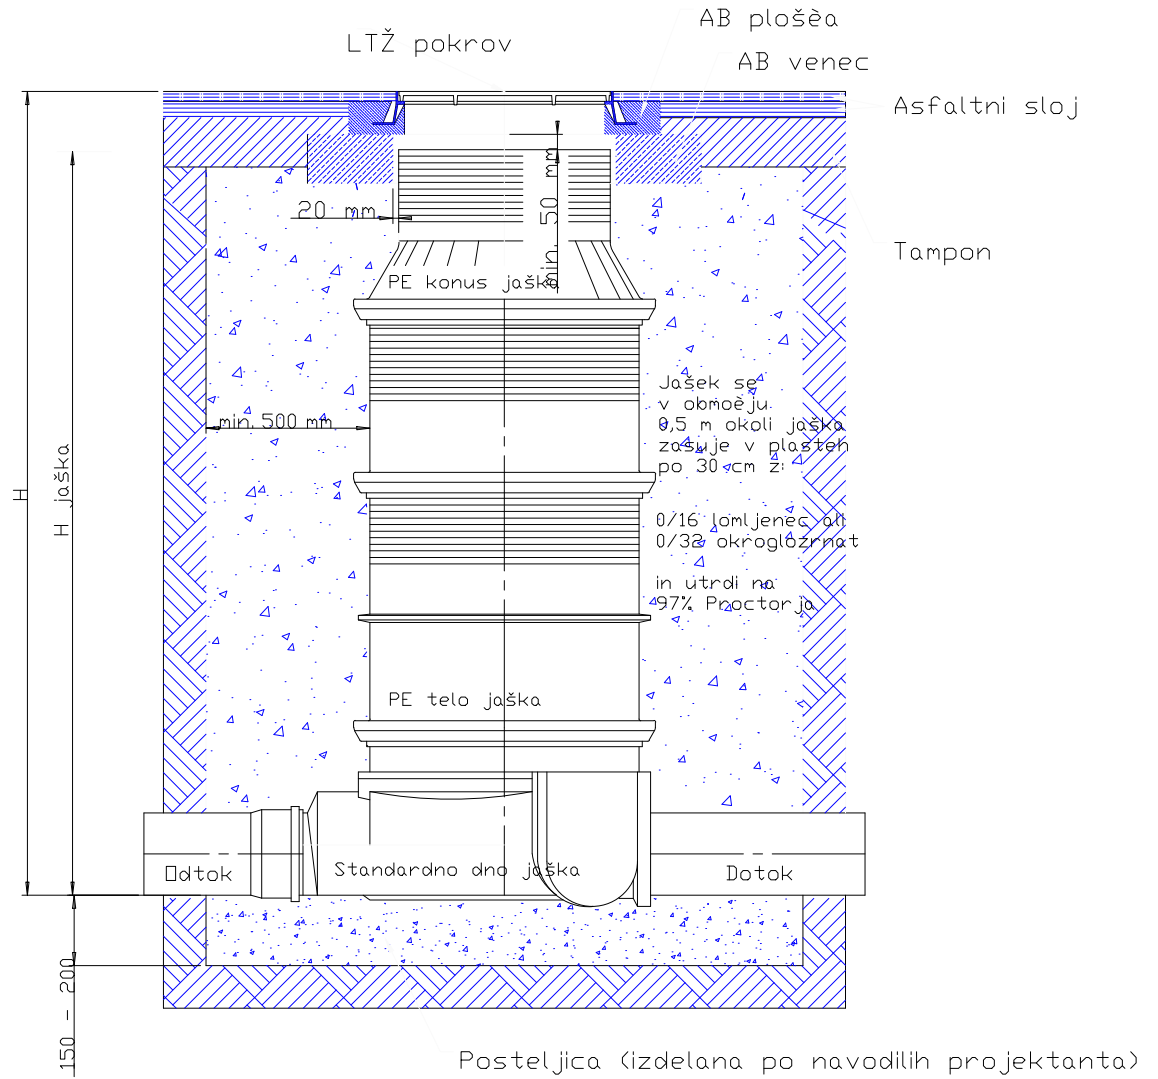 AB plošèa
LTŽ pokrov
AB venec
Asfaltni sloj
min. 50 mm
20 mm
Tampon
PE konus jaška
Jašek se
v obmoèju
0,5 m okoli jaška
zasuje v plasteh
po 30 cm z:
min. 500 mm
H
H jaška
0/16 lomljenec ali
0/32 okroglozrnat
in utrdi na
97% Proctorja
PE telo jaška
Odtok
Standardno dno jaška
Dotok
150 - 200
Posteljica (izdelana po navodilih projektanta)